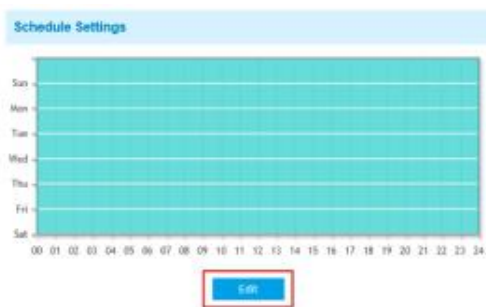 Schedule Settings
Sun
Mon
Tue
Wed
Thu
Fri
Sat
00 01 02 03 04 05 06 07 08 09 10 11 12 13 14 15 16 17 18 19 20 21 22 23 24
Edit